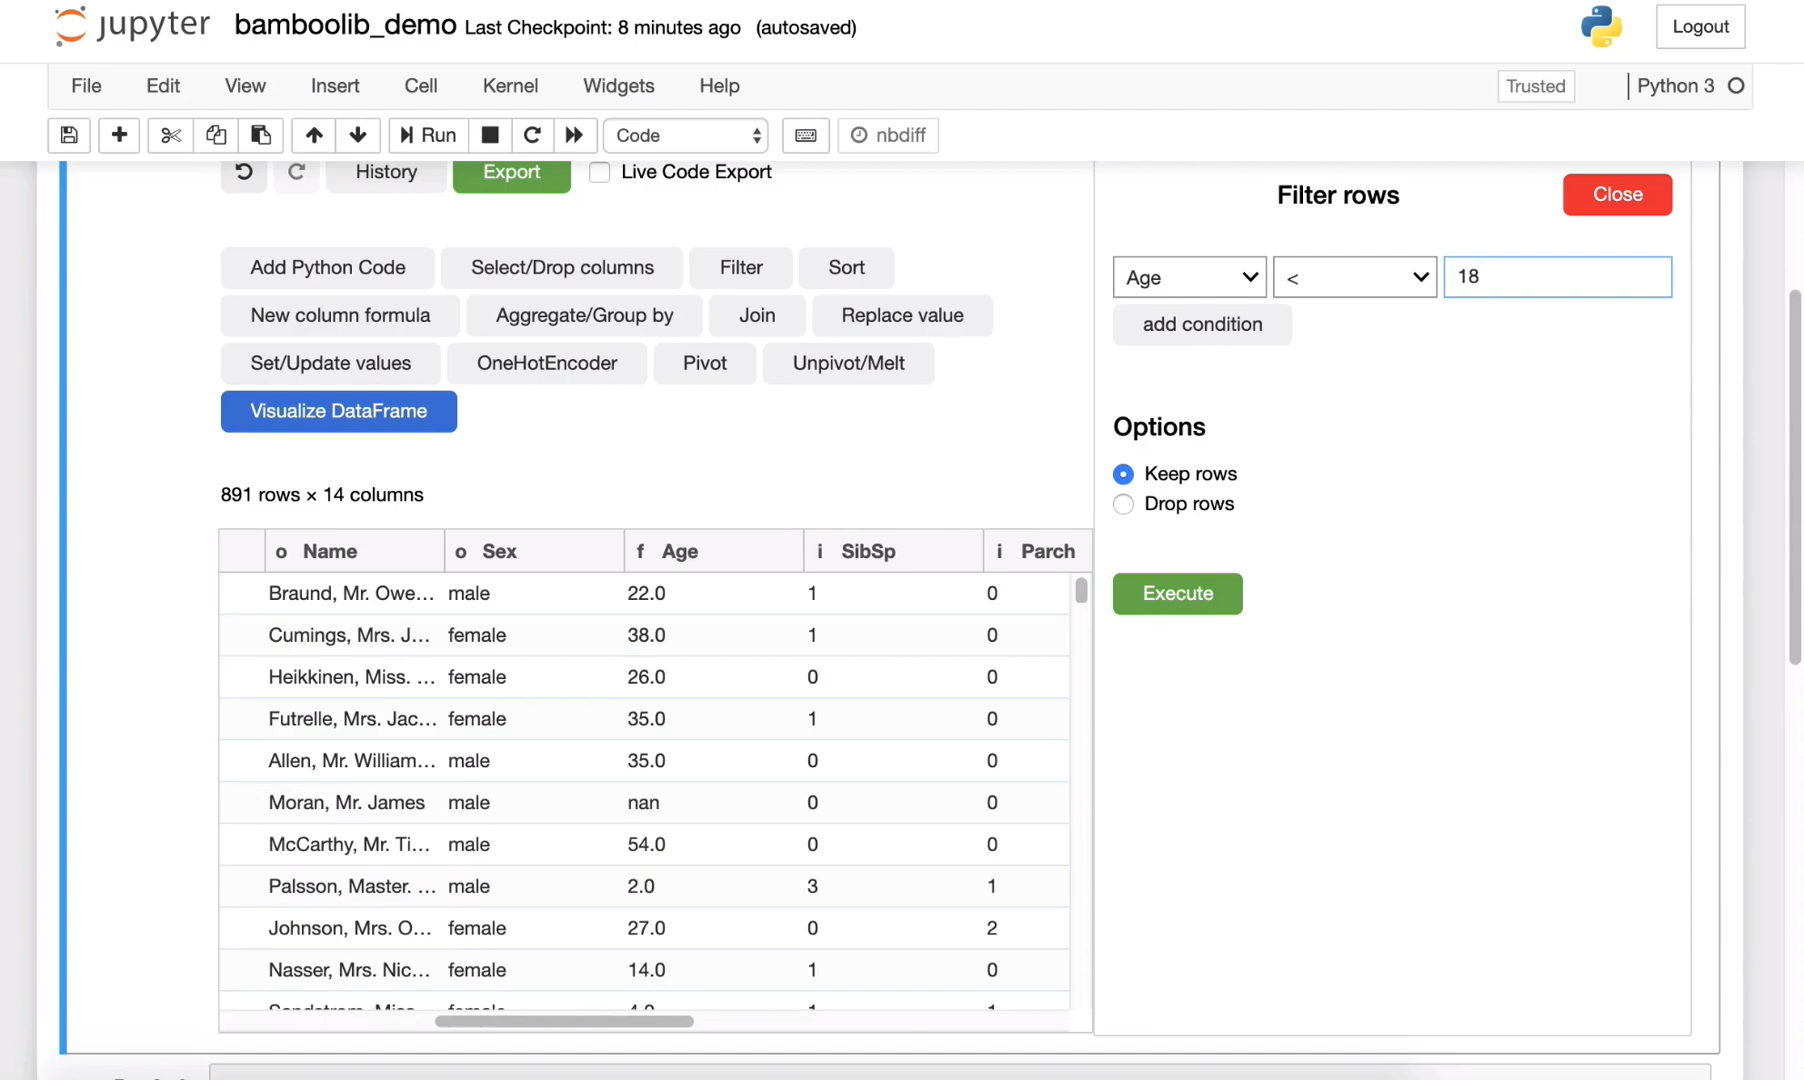 jupyter bamboolib_demo Last Checkpoint: 8 minutes ago (autosaved) Logout
File Edit View Insert Cell Kernel Widgets Help Trusted Python 3
Run Code nbdiff
History Export Live Code Export
Filter rows Close
Add Python Code Select/Drop columns Filter Sort
Age < 18
New column formula Aggregate/Group by Join Replace value
add condition
Set/Update values OneHotEncoder Pivot Unpivot/Melt
Visualize DataFrame
Options
Keep rows
Drop rows
Execute
891 rows × 14 columns
o Name o Sex f Age i SibSp i Parch
Braund, Mr. Owe... male 22.0 1 0
Cumings, Mrs. J... female 38.0 1 0
Heikkinen, Miss. ... female 26.0 0 0
Futrelle, Mrs. Jac... female 35.0 1 0
Allen, Mr. William... male 35.0 0 0
Moran, Mr. James male nan 0 0
McCarthy, Mr. Ti... male 54.0 0 0
Palsson, Master. ... male 2.0 3 1
Johnson, Mrs. O... female 27.0 0 2
Nasser, Mrs. Nic... female 14.0 1 0